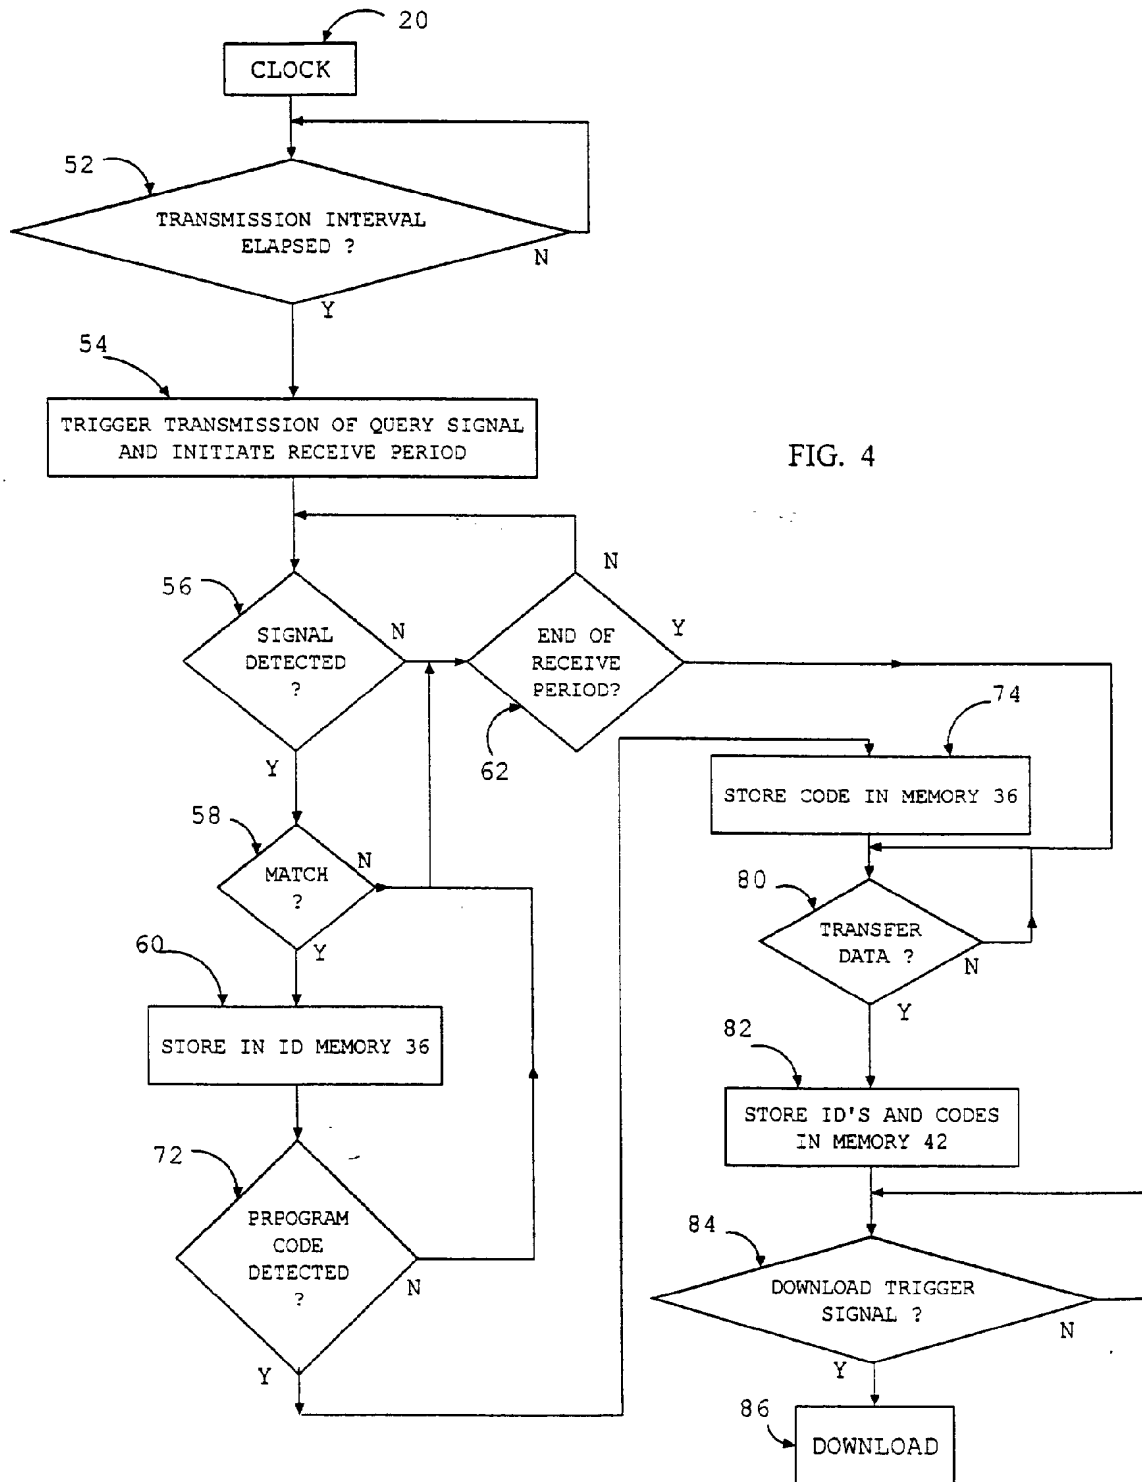 20
CLOCK
52
TRANSMISSION INTERVAL
ELAPSED ?
N
Y
54
TRIGGER TRANSMISSION OF QUERY SIGNAL
AND INITIATE RECEIVE PERIOD
FIG. 4
56
SIGNAL
DETECTED
?
N
Y
N
END OF
RECEIVE
PERIOD?
Y
62
58
MATCH
?
N
Y
60
STORE IN ID MEMORY 36
72
PRPOGRAM
CODE
DETECTED
?
N
Y
74
STORE CODE IN MEMORY 36
80
TRANSFER
DATA ?
N
Y
82
STORE ID'S AND CODES
IN MEMORY 42
84
DOWNLOAD TRIGGER
SIGNAL ?
N
Y
86
DOWNLOAD